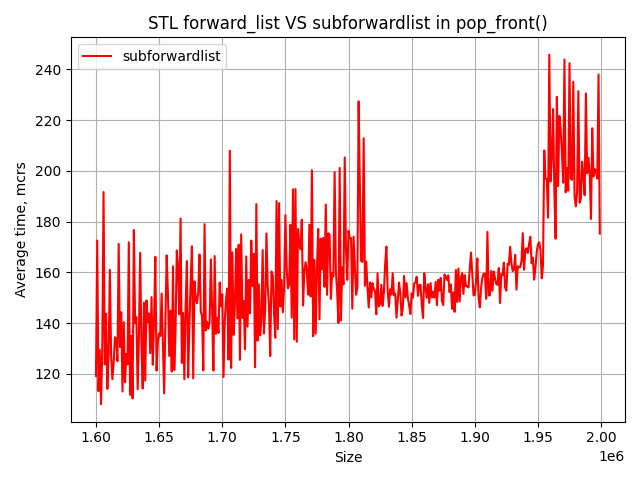 STL forward_list VS subforwardlist in pop_front()
subforwardlist
Average time, mcrs
240
220
200
180
160
140
120
1.60 1.65 1.70 1.75 1.80 1.85 1.90 1.95 2.00
1e6
Size